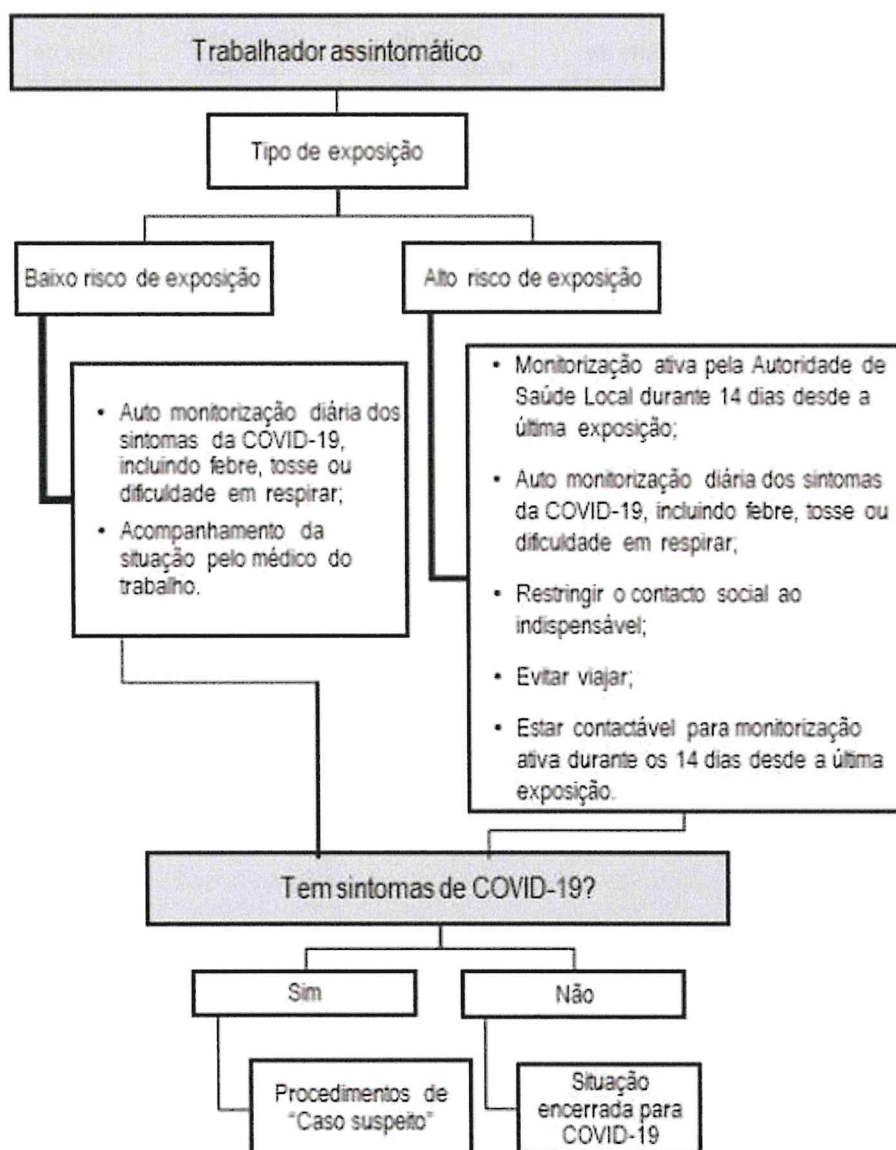 Trabalhador assintomático
Tipo de exposição
Baixo risco de exposição
Alto risco de exposição
• Auto monitorização diária dos
sintomas da COVID-19,
incluindo febre, tosse ou
dificuldade em respirar;
• Acompanhamento da
situação pelo médico do
trabalho.
• Monitorização ativa pela Autoridade de
Saúde Local durante 14 dias desde a
última exposição;
• Auto monitorização diária dos sintomas
da COVID-19, incluindo febre, tosse ou
dificuldade em respirar;
• Restringir o contacto social ao
indispensável;
• Evitar viajar;
• Estar contactável para monitorização
ativa durante os 14 dias desde a última
exposição.
Tem sintomas de COVID-19?
Sim
Não
Procedimentos de
“Caso suspeito”
Situação
encerrada para
COVID-19